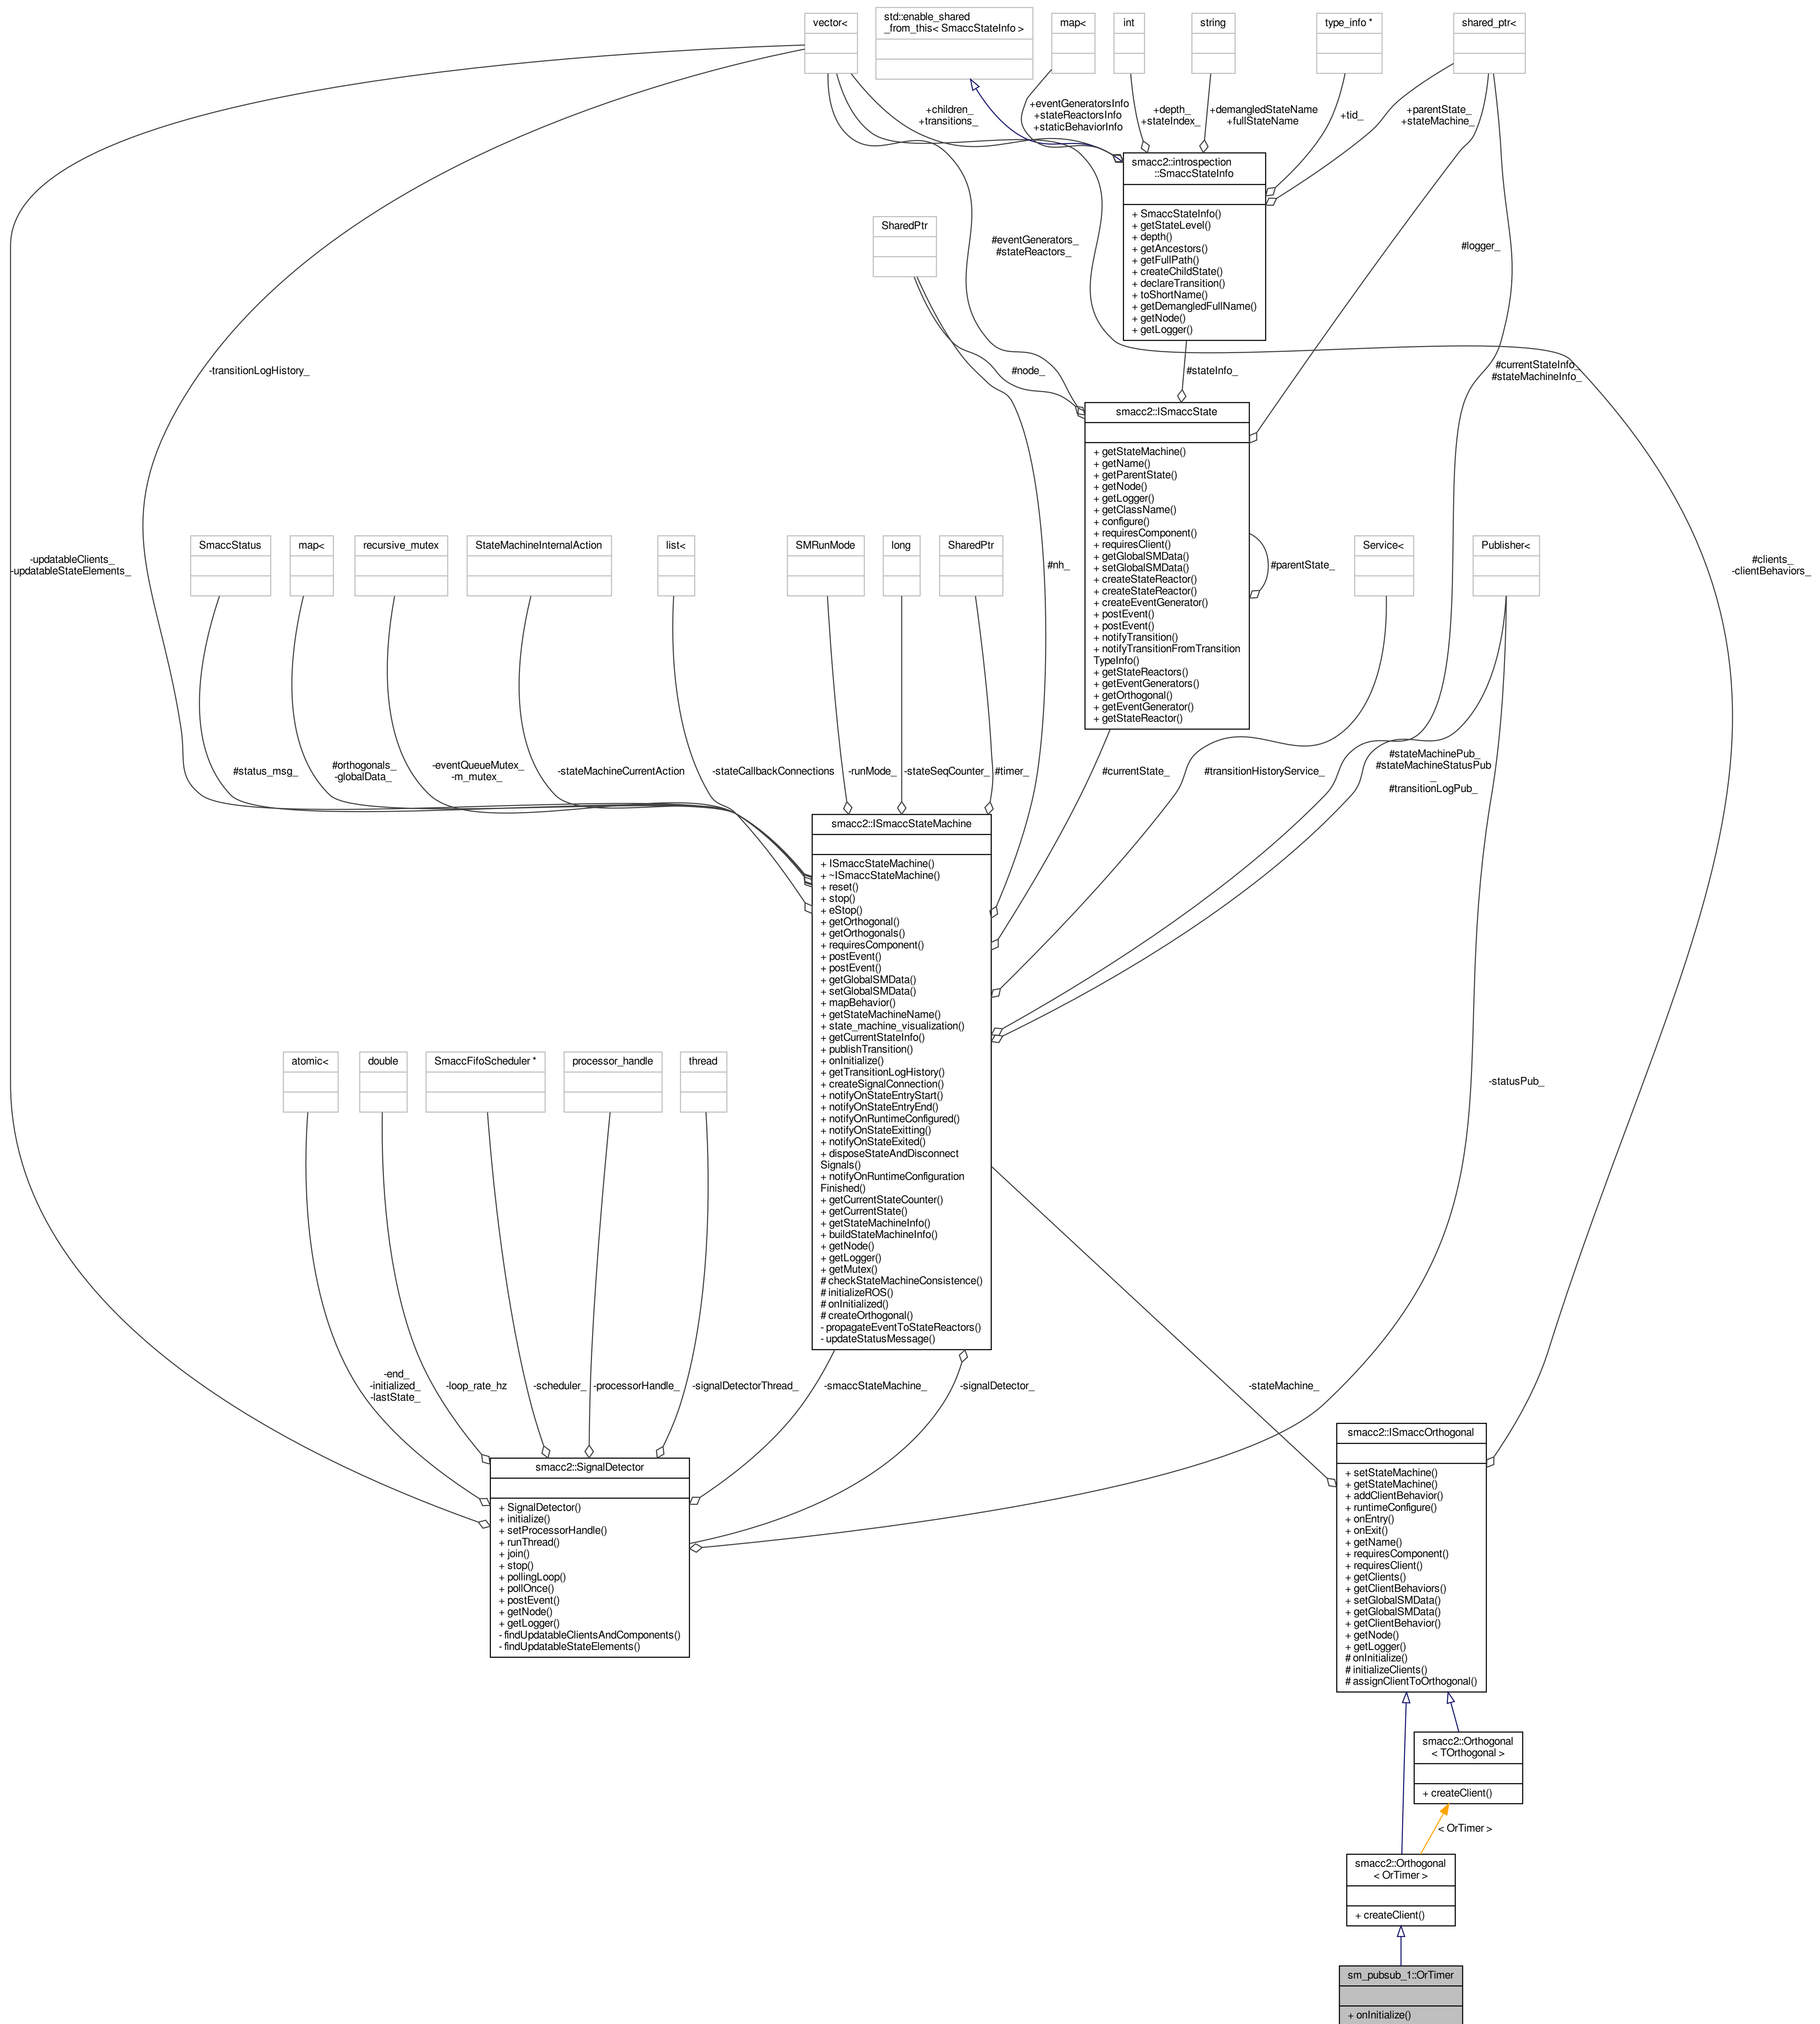 vector<
std::enable_shared
_from_this< SmaccStateInfo >
map<
int
string
type_info *
shared_ptr<
+children_
+transitions_
+eventGeneratorsInfo
+stateReactorsInfo
+staticBehaviorInfo
+depth_
+stateIndex_
+demangledStateName
+fullStateName
+tid_
+parentState_
+stateMachine_
smacc2::introspection
::SmaccStateInfo
+ SmaccStateInfo()
+ getStateLevel()
+ depth()
+ getAncestors()
+ getFullPath()
+ createChildState()
+ declareTransition()
+ toShortName()
+ getDemangledFullName()
+ getNode()
+ getLogger()
SharedPtr
#eventGenerators_
#stateReactors_
#logger_
-transitionLogHistory_
#node_
#stateInfo_
#currentStateInfo_
#stateMachineInfo_
smacc2::ISmaccState
+ getStateMachine()
+ getName()
+ getParentState()
+ getNode()
+ getLogger()
+ getClassName()
+ configure()
+ requiresComponent()
+ requiresClient()
+ getGlobalSMData()
+ setGlobalSMData()
+ createStateReactor()
+ createStateReactor()
+ createEventGenerator()
+ postEvent()
+ postEvent()
+ notifyTransition()
+ notifyTransitionFromTransition
TypeInfo()
+ getStateReactors()
+ getEventGenerators()
+ getOrthogonal()
+ getEventGenerator()
+ getStateReactor()
#parentState_
SmaccStatus
map<
recursive_mutex
StateMachineInternalAction
list<
SMRunMode
long
SharedPtr
Service<
Publisher<
-updatableClients_
-updatableStateElements_
#nh_
#clients_
-clientBehaviors_
#status_msg_
#orthogonals_
-globalData_
-eventQueueMutex_
-m_mutex_
-stateMachineCurrentAction
-stateCallbackConnections
-runMode_
-stateSeqCounter_
#timer_
#currentState_
#transitionHistoryService_
#stateMachinePub_
#stateMachineStatusPub
_
#transitionLogPub_
smacc2::ISmaccStateMachine
+ ISmaccStateMachine()
+ ~ISmaccStateMachine()
+ reset()
+ stop()
+ eStop()
+ getOrthogonal()
+ getOrthogonals()
+ requiresComponent()
+ postEvent()
+ postEvent()
+ getGlobalSMData()
+ setGlobalSMData()
+ mapBehavior()
+ getStateMachineName()
+ state_machine_visualization()
+ getCurrentStateInfo()
+ publishTransition()
+ onInitialize()
+ getTransitionLogHistory()
+ createSignalConnection()
+ notifyOnStateEntryStart()
+ notifyOnStateEntryEnd()
+ notifyOnRuntimeConfigured()
+ notifyOnStateExitting()
+ notifyOnStateExited()
+ disposeStateAndDisconnect
Signals()
+ notifyOnRuntimeConfiguration
Finished()
+ getCurrentStateCounter()
+ getCurrentState()
+ getStateMachineInfo()
+ buildStateMachineInfo()
+ getNode()
+ getLogger()
+ getMutex()
# checkStateMachineConsistence()
# initializeROS()
# onInitialized()
# createOrthogonal()
- propagateEventToStateReactors()
- updateStatusMessage()
atomic<
double
SmaccFifoScheduler *
processor_handle
thread
-statusPub_
-end_
-initialized_
-lastState_
-loop_rate_hz
-scheduler_
-processorHandle_
-signalDetectorThread_
-smaccStateMachine_
-signalDetector_
-stateMachine_
smacc2::SignalDetector
+ SignalDetector()
+ initialize()
+ setProcessorHandle()
+ runThread()
+ join()
+ stop()
+ pollingLoop()
+ pollOnce()
+ postEvent()
+ getNode()
+ getLogger()
- findUpdatableClientsAndComponents()
- findUpdatableStateElements()
smacc2::ISmaccOrthogonal
+ setStateMachine()
+ getStateMachine()
+ addClientBehavior()
+ runtimeConfigure()
+ onEntry()
+ onExit()
+ getName()
+ requiresComponent()
+ requiresClient()
+ getClients()
+ getClientBehaviors()
+ setGlobalSMData()
+ getGlobalSMData()
+ getClientBehavior()
+ getNode()
+ getLogger()
# onInitialize()
# initializeClients()
# assignClientToOrthogonal()
smacc2::Orthogonal
< TOrthogonal >
+ createClient()
< OrTimer >
smacc2::Orthogonal
< OrTimer >
+ createClient()
sm_pubsub_1::OrTimer
+ onInitialize()